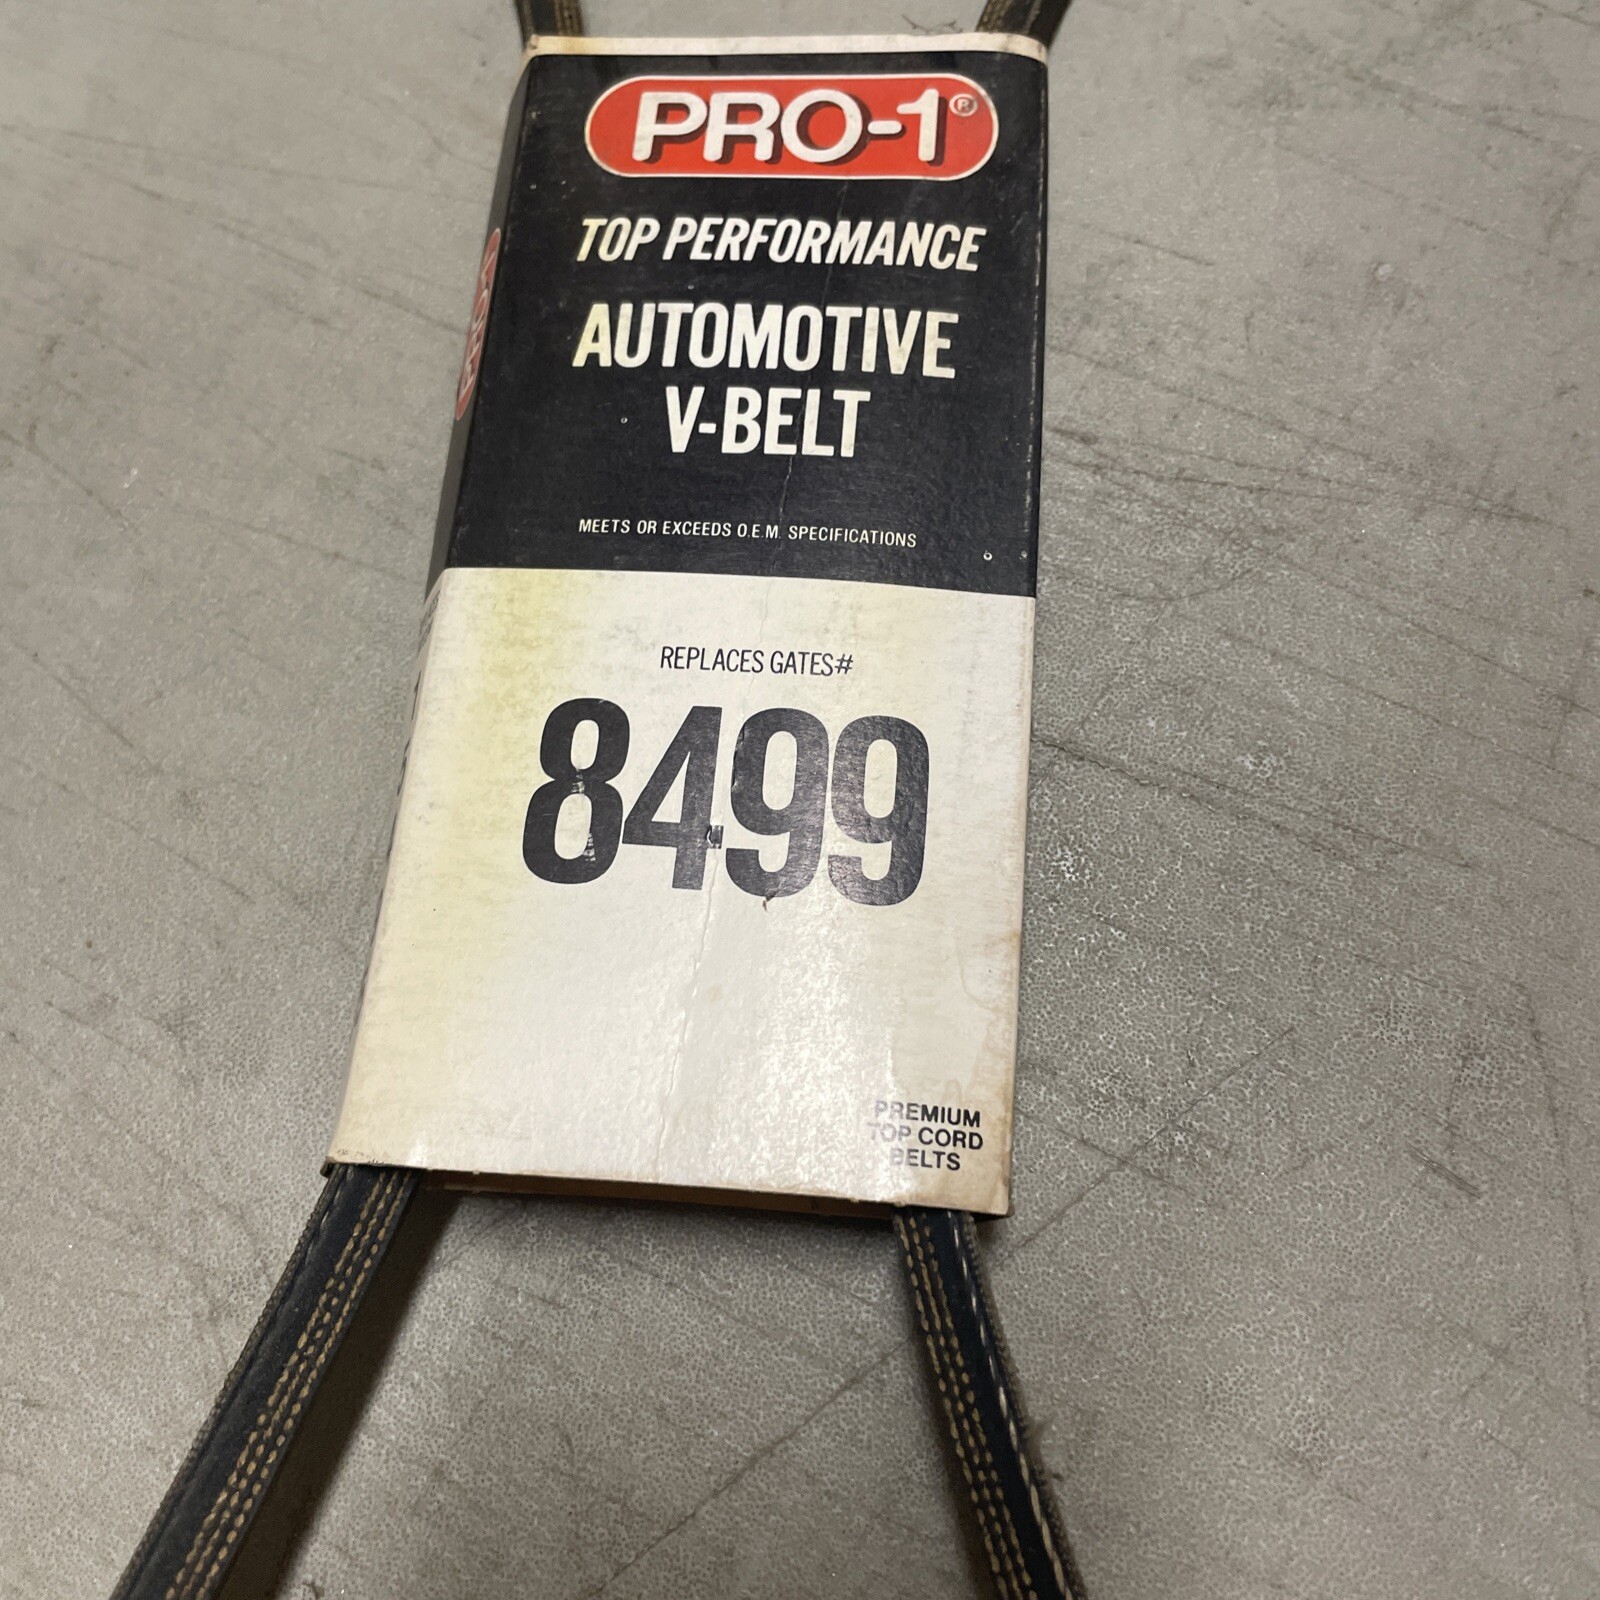 PRO-1®
TOP PERFORMANCE
AUTOMOTIVE
V-BELT
MEETS OR EXCEEDS O.E.M. SPECIFICATIONS
REPLACES GATES#
8499
PREMIUM
TOP CORD
BELTS